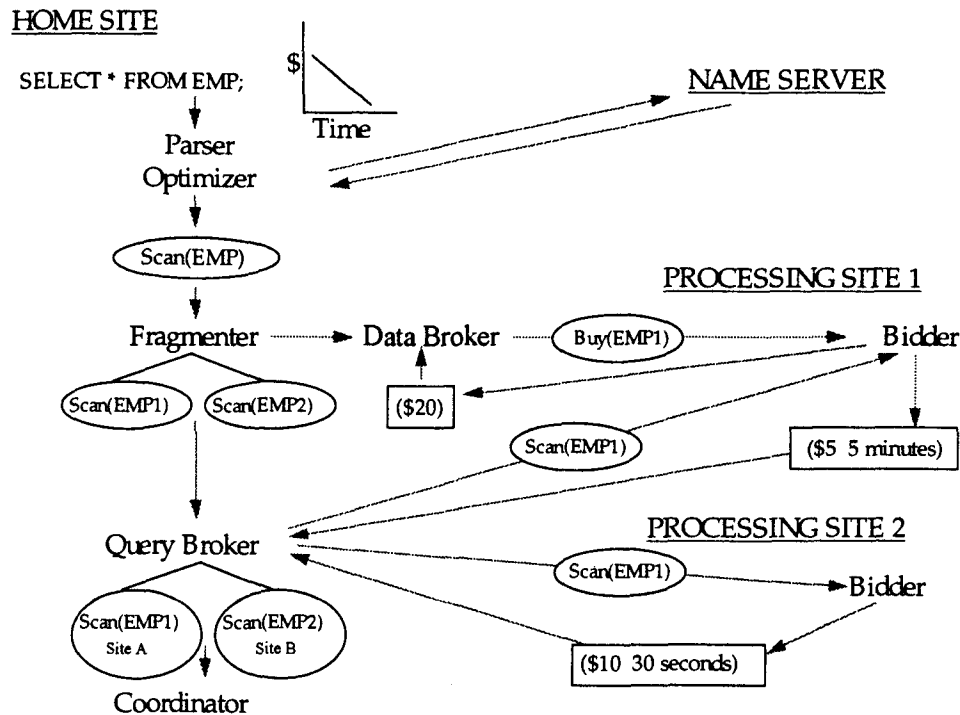 HOME SITE
SELECT * FROM EMP;
$
Time
NAME SERVER
Parser
Optimizer
Scan(EMP)
PROCESSING SITE 1
Fragmenter
Data Broker
Buy(EMP1)
Bidder
Scan(EMP1)
Scan(EMP2)
($20)
Scan(EMP1)
($5 5 minutes)
PROCESSING SITE 2
Query Broker
Scan(EMP1)
Bidder
Scan(EMP1)
Site A
Scan(EMP2)
Site B
($10 30 seconds)
Coordinator